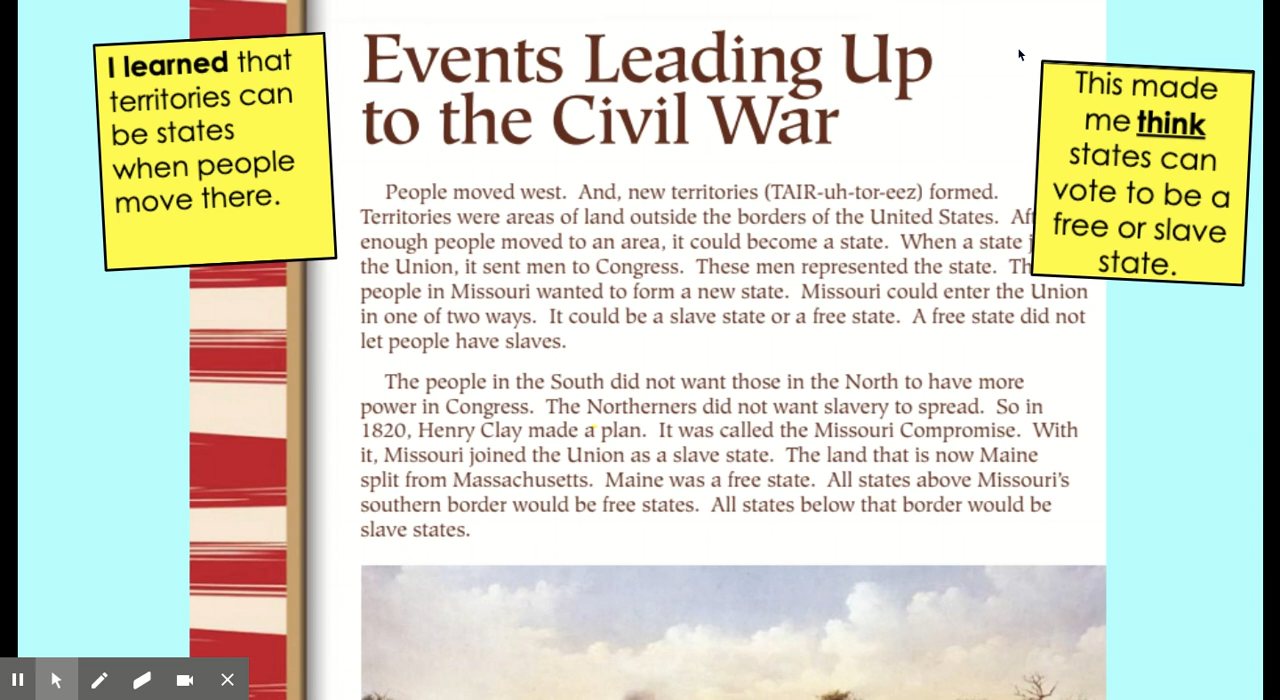 I learned that
territories can
be states
when people
move there.
Events Leading Up
to the Civil War
This made
me think
states can
vote to be a
free or slave
state.
People moved west. And, new territories (TAIR-uh-tor-eez) formed.
Territories were areas of land outside the borders of the United States.
enough people moved to an area, it could become a state. When a state
the Union, it sent men to Congress. These men represented the state.
people in Missouri wanted to form a new state. Missouri could enter the Union
in one of two ways. It could be a slave state or a free state. A free state did not
let people have slaves.
The people in the South did not want those in the North to have more
power in Congress. The Northerners did not want slavery to spread. So in
1820, Henry Clay made a plan. It was called the Missouri Compromise. With
it, Missouri joined the Union as a slave state. The land that is now Maine
split from Massachusetts. Maine was a free state. All states above Missouri's
southern border would be free states. All states below that border would be
slave states.